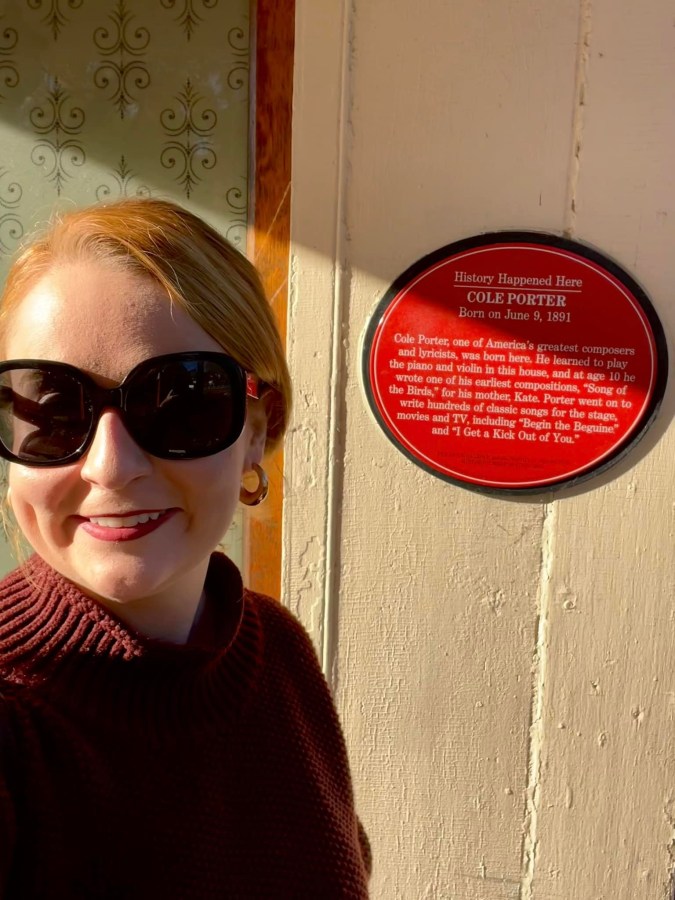 History Happened Here
COLE PORTER
Born on June 9, 1891
Cole Porter, one of America's greatest composers
and lyricists, was born here. He learned to play
the piano and violin in this house, and at age 10 he
wrote one of his earliest compositions, "Song of
the Birds," for his mother, Kate. Porter went on to
write hundreds of classic songs for the stage,
movies and TV, including "Begin the Beguine"
and "I Get a Kick Out of You."